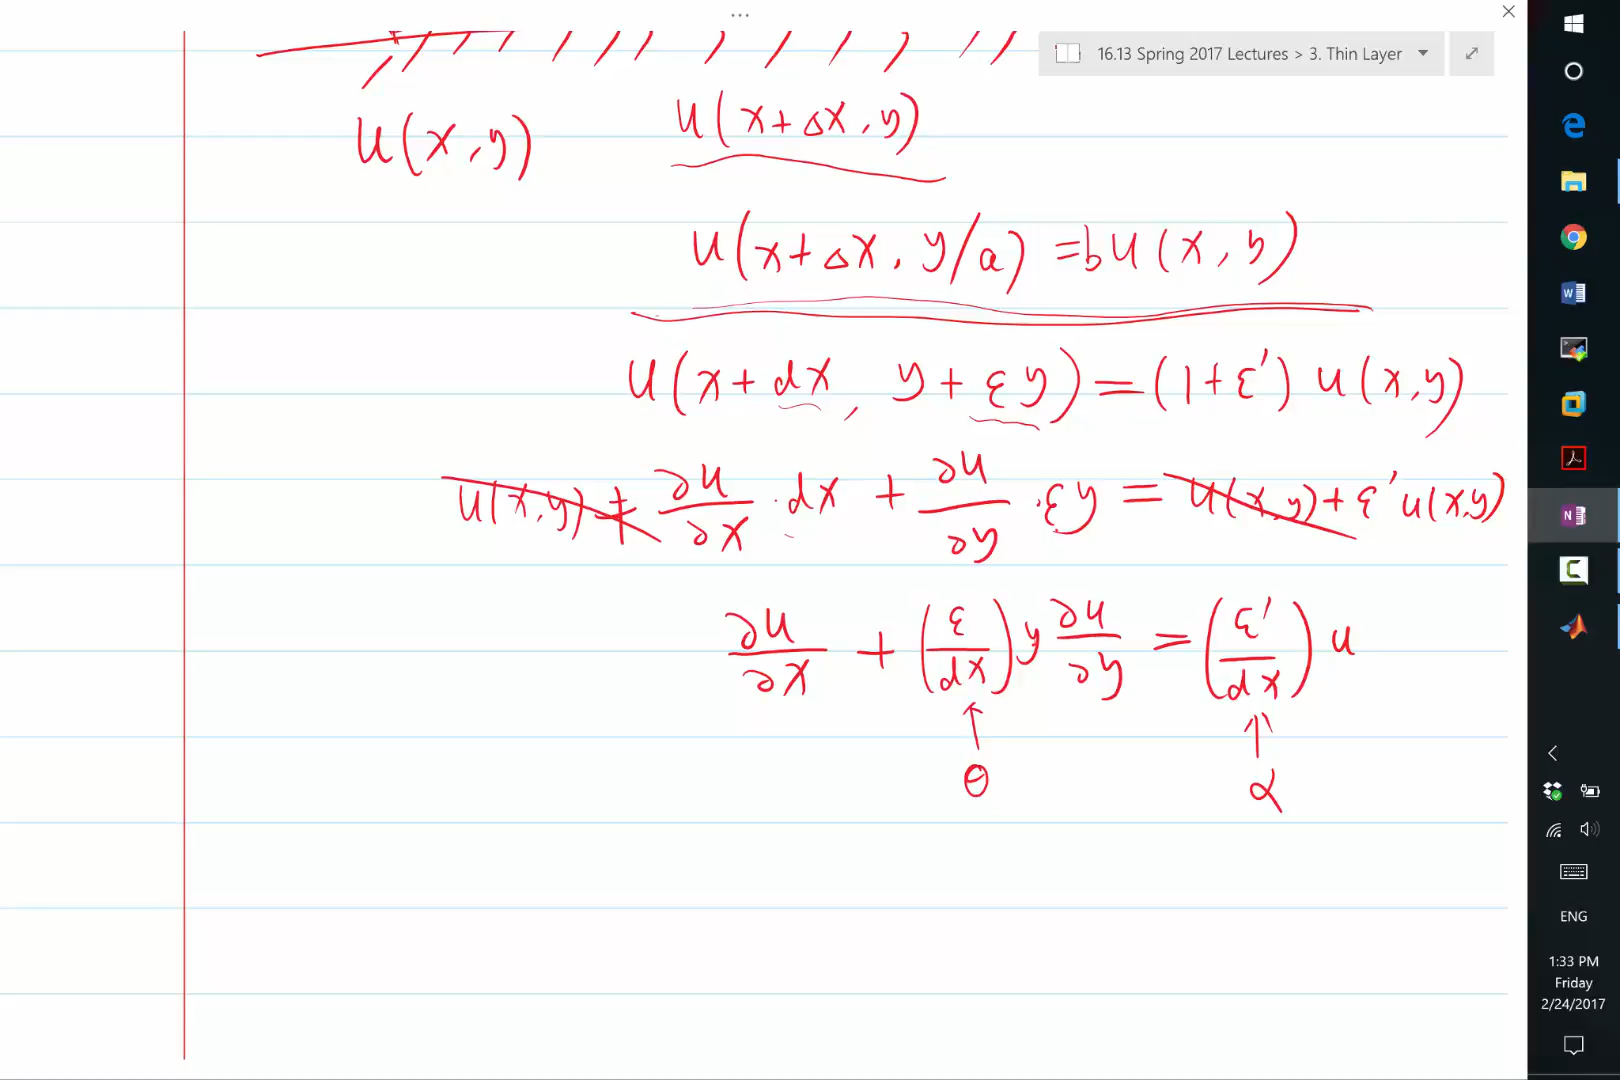 ...
16.13 Spring 2017 Lectures > 3. Thin Layer
u(x,y) u(x+Δx,y)
u(x+Δx, y/a) = b u(x, y)
u(x+dx, y+εy) = (1+ε') u(x,y)
u(x,y) + ∂u/∂x · dx + ∂u/∂y · εy = u(x,y) + ε' u(x,y)
∂u/∂x + (ε/dx) y ∂u/∂y = (ε'/dx) u
↑ ↑
θ α
ENG
1:33 PM
Friday
2/24/2017